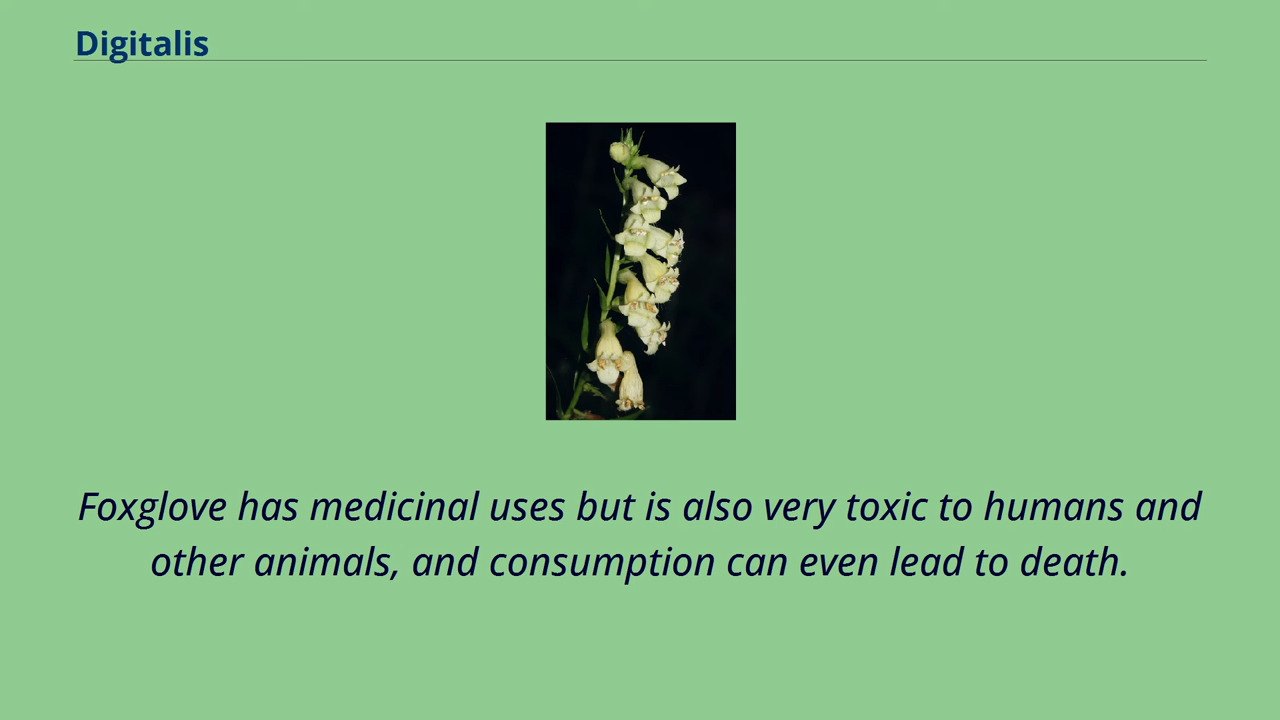 Digitalis
Foxglove has medicinal uses but is also very toxic to humans and
other animals, and consumption can even lead to death.